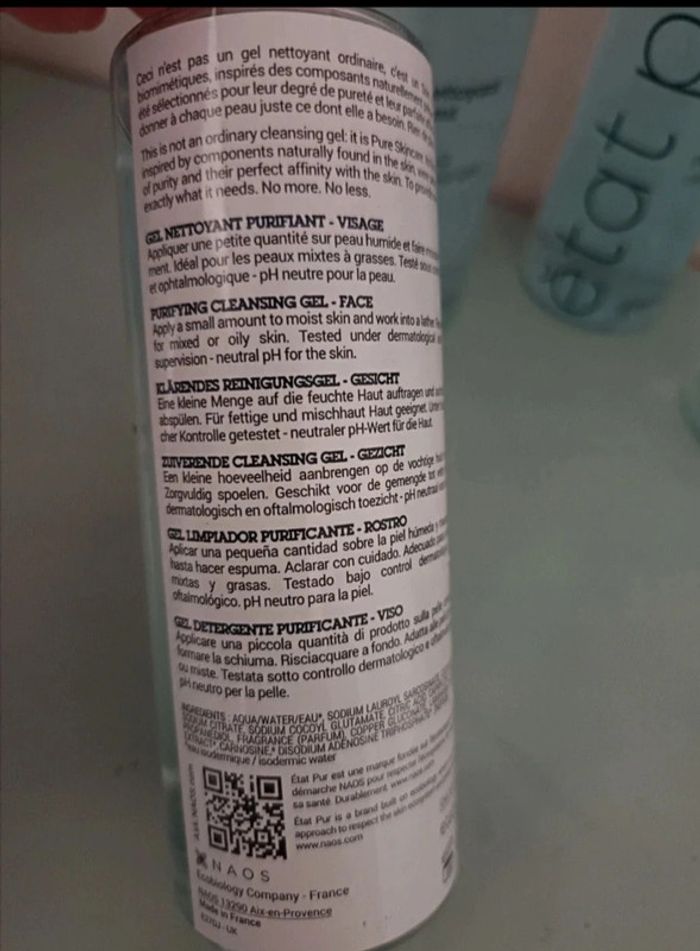 Ceci n'est pas un gel nettoyant ordinaire, c'est un
biomimétiques, inspirés des composants naturellement
été sélectionnés pour leur degré de pureté et leur parfaite
donner à chaque peau juste ce dont elle a besoin. Rien de
This is not an ordinary cleansing gel: it is Pure Skincare,
inspired by components naturally found in the skin,
of purity and their perfect affinity with the skin. To
exactly what it needs. No more. No less.
GEL NETTOYANT PURIFIANT - VISAGE
Appliquer une petite quantité sur peau humide et faire
ment. Idéal pour les peaux mixtes à grasses. Testé sous
et ophtalmologique - pH neutre pour la peau.
PURIFYING CLEANSING GEL - FACE
Apply a small amount to moist skin and work into a lather.
for mixed or oily skin. Tested under dermatological
supervision - neutral pH for the skin.
KLÄRENDES REINIGUNGSGEL - GESICHT
Eine kleine Menge auf die feuchte Haut auftragen und
abspülen. Für fettige und mischhaut Haut geeignet. Unter
cher Kontrolle getestet - neutraler pH-Wert für die Haut.
ZUIVERENDE CLEANSING GEL - GEZICHT
Een kleine hoeveelheid aanbrengen op de vochtige
Zorgvuldig spoelen. Geschikt voor de gemengde tot
dermatologisch en oftalmologisch toezicht - pH neutraal
GEL LIMPIADOR PURIFICANTE - ROSTRO
Aplicar una pequeña cantidad sobre la piel húmeda y
hasta hacer espuma. Aclarar con cuidado. Adecuado
mixtas y grasas. Testado bajo control
oftalmológico. pH neutro para la piel.
GEL DETERGENTE PURIFICANTE - VISO
Applicare una piccola quantità di prodotto sulla pelle
formare la schiuma. Risciacquare a fondo. Adatta alle
ou miste. Testata sotto controllo dermatologico e
pH neutro per la pelle.
INGREDIENTS : AQUA/WATER/EAU*, SODIUM LAUROYL
SODIUM CITRATE, SODIUM COCOYL GLUTAMATE, CITRIC ACID,
PROPANEDIOL, FRAGRANCE (PARFUM), COPPER GLUCONATE,
EXTRACT*, CARNOSINE,* DISODIUM ADENOSINE TRIPHOSPHATE*
*eau isodermique / isodermic water
État Pur est une marque fondée sur
démarche NAOS pour respecter
sa santé. Durablement. www.naos.com
État Pur is a brand built on ecobiology,
approach to respect the skin ecosystem
www.naos.com
NAOS
Ecobiology Company - France
NAOS 13290 Aix-en-Provence
Made in France
état p